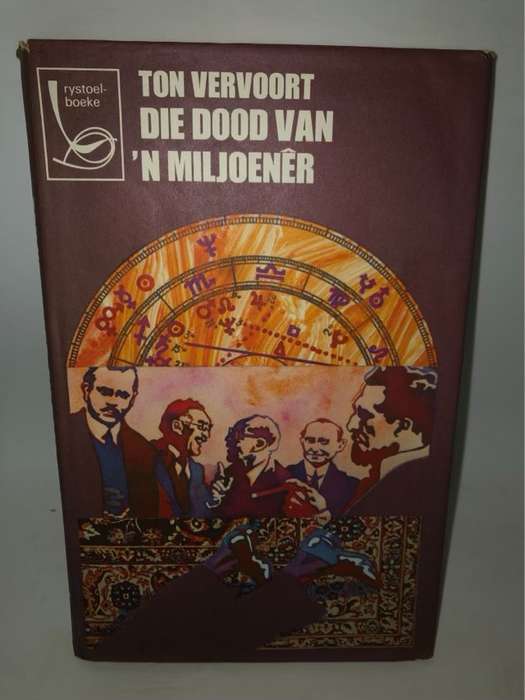 rystoel-
boeke
TON VERVOORT
DIE DOOD VAN
'N MILJOENÊR